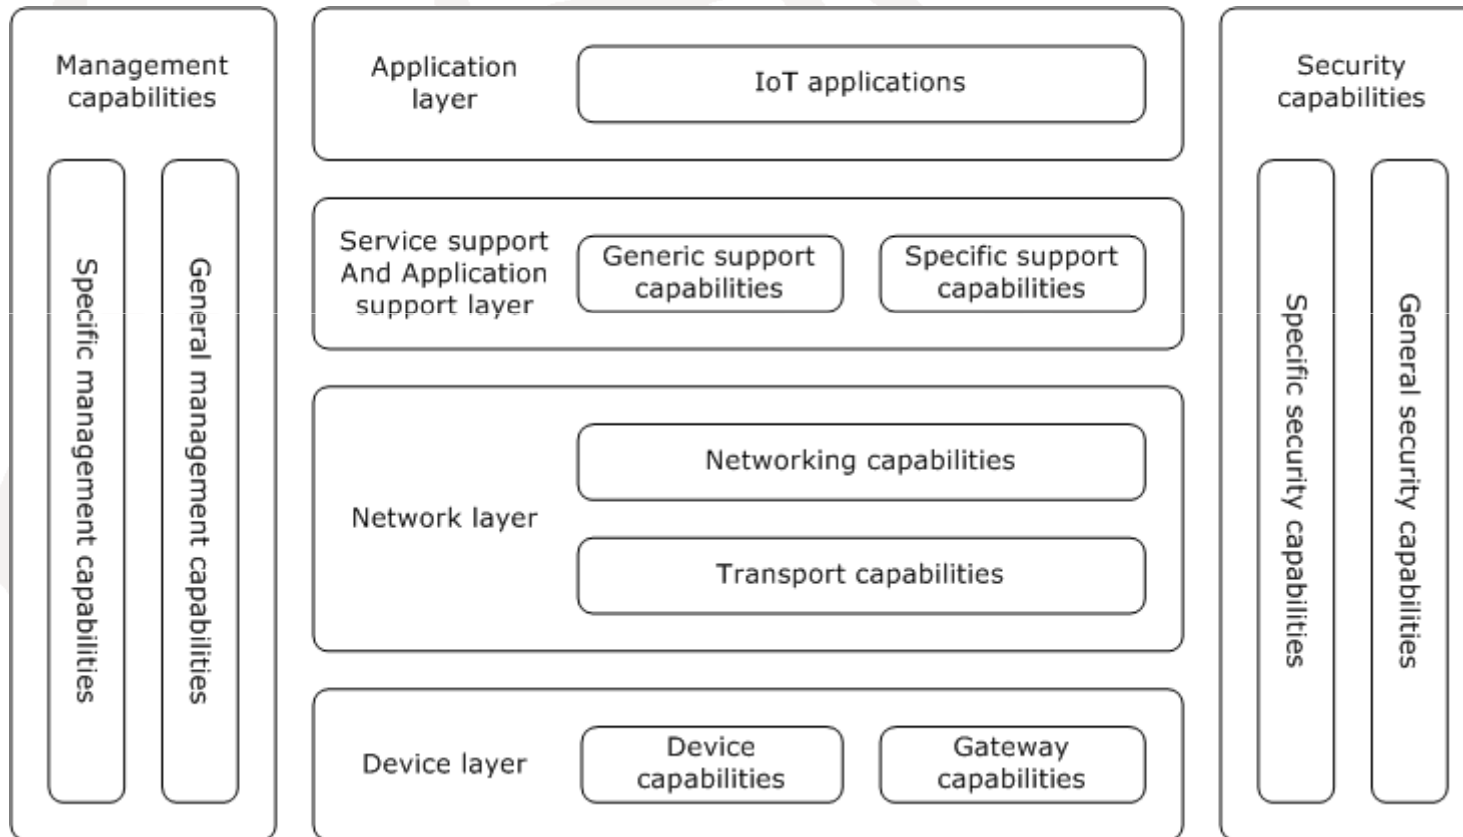 Management
capabilities
Specific management capabilities
General management capabilities
Application
layer
IoT applications
Service support
And Application
support layer
Generic support
capabilities
Specific support
capabilities
Network layer
Networking capabilities
Transport capabilities
Device layer
Device
capabilities
Gateway
capabilities
Security
capabilities
Specific security capabilities
General security capabilities